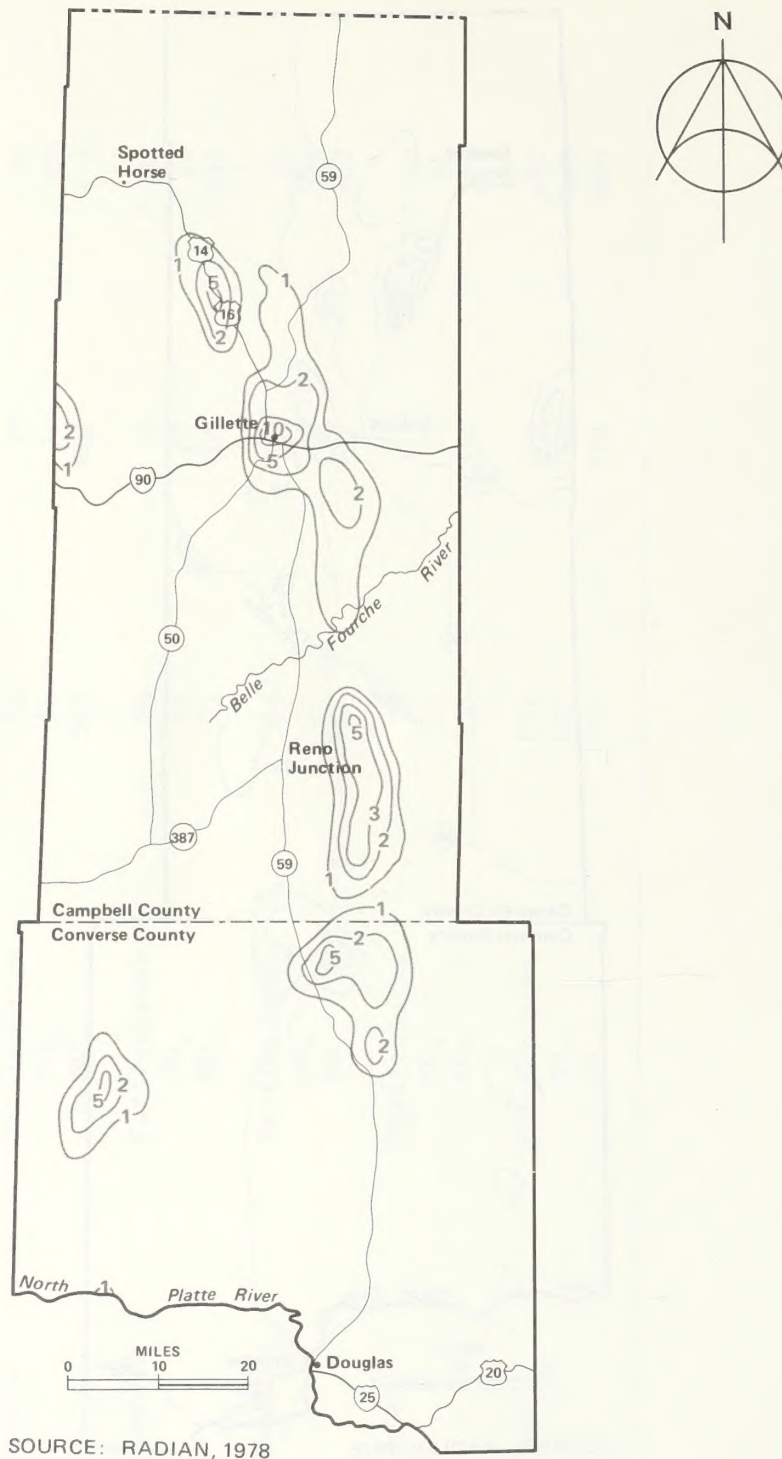 N
Spotted
Horse
59
14
1
5
16
2
1
2
Gillette 10
5
2
1
90
2
River
Fourche
Belle
50
5
Reno
Junction
3
2
1
387
59
Campbell County
Converse County
1
2
5
2
2
5
1
North
1
Platte River
MILES
0 10 20
Douglas
20
25
SOURCE: RADIAN, 1978